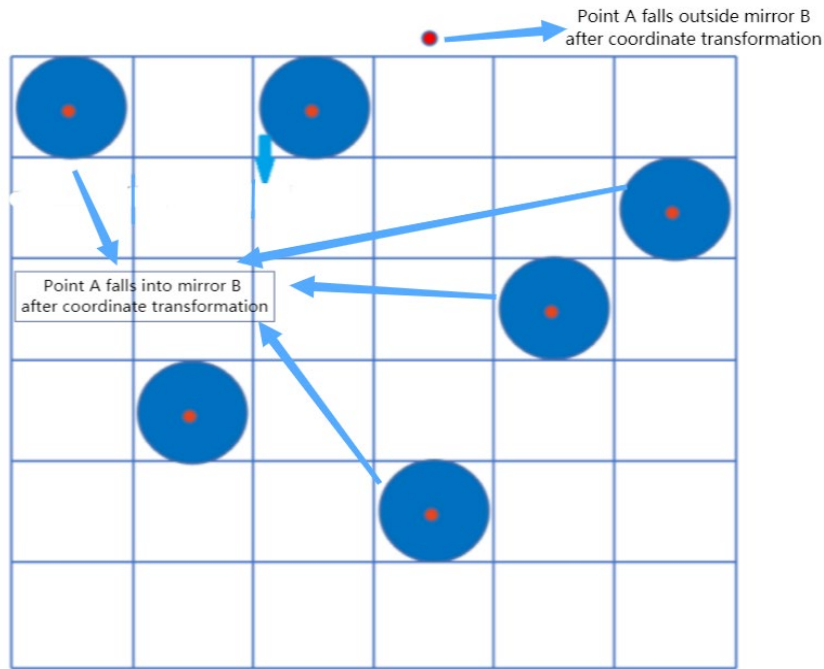 Point A falls outside mirror B
after coordinate transformation
Point A falls into mirror B
after coordinate transformation